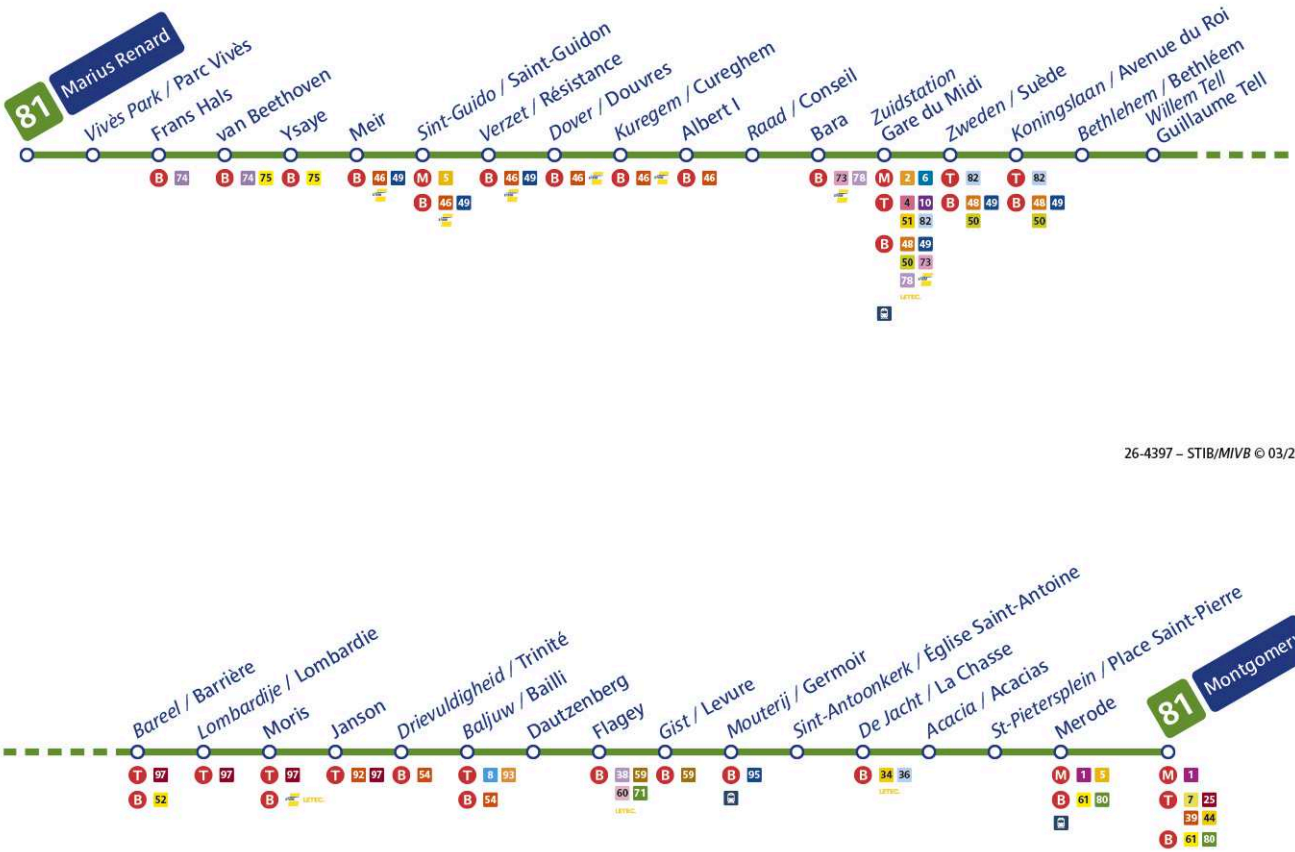 81 Marius Renard
Vivès Park / Parc Vivès
Frans Hals
van Beethoven
Ysaye
Meir
Sint-Guido / Saint-Guidon
Verzet / Résistance
Dover / Douvres
Kuregem / Cureghem
Albert I
Raad / Conseil
Bara
Zuidstation
Gare du Midi
Zweden / Suède
Koningslaan / Avenue du Roi
Bethlehem / Bethléem
Willem Tell
Guillaume Tell
B 74
B 74 75
B 75
B 46 49
M 5
B 46 49
B 46 49
B 46
B 46
B 46
B 73 78
M 2 6
T 4 10
51 82
B 48 49
50 73
78
LETEC.
T 82
B 48 49
50
T 82
B 48 49
50
26-4397 – STIB/MIVB © 03/2
Bareel / Barrière
Lombardije / Lombardie
Moris
Janson
Drievuldigheid / Trinité
Baljuw / Bailli
Dautzenberg
Flagey
Gist / Levure
Mouterij / Germoir
Sint-Antoonkerk / Église Saint-Antoine
De Jacht / La Chasse
Acacia / Acacias
St-Pietersplein / Place Saint-Pierre
Merode
81 Montgomery
T 97
B 52
T 97
T 97
B LETEC.
T 92 97
B 54
T 8 93
B 54
B 38 59
60 71
LETEC.
B 59
B 95
B 34 36
LETEC.
M 1 5
B 61 80
M 1
T 7 25
39 44
B 61 80